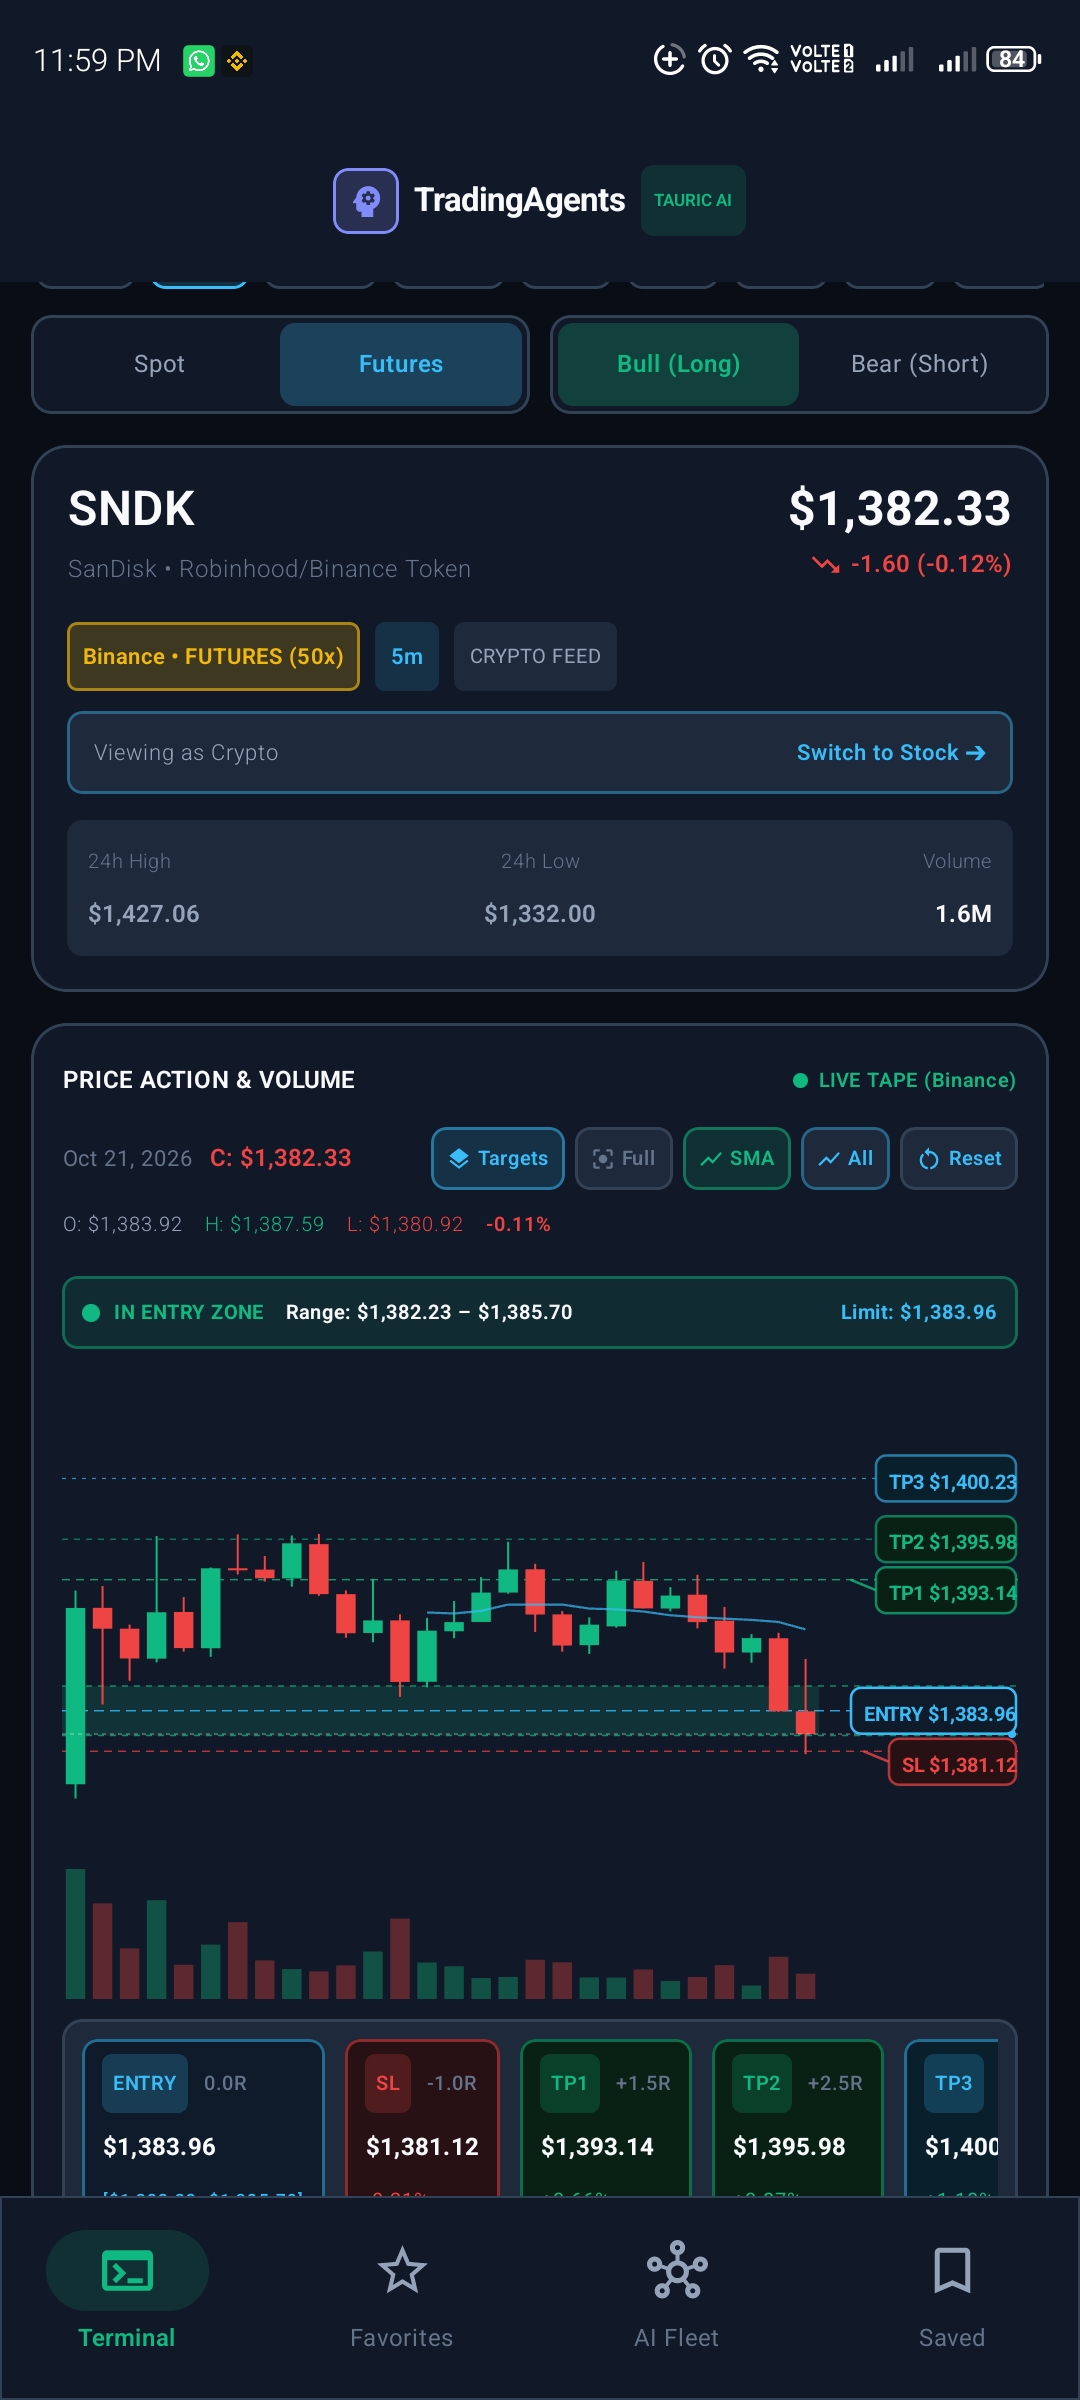 11:59 PM
VoLTE 1
VoLTE 2
84
TradingAgents
TAURIC AI
Spot
Futures
Bull (Long)
Bear (Short)
SNDK
$1,382.33
SanDisk • Robinhood/Binance Token
-1.60 (-0.12%)
Binance • FUTURES (50x)
5m
CRYPTO FEED
Viewing as Crypto
Switch to Stock →
24h High
24h Low
Volume
$1,427.06
$1,332.00
1.6M
PRICE ACTION & VOLUME
LIVE TAPE (Binance)
Oct 21, 2026
C: $1,382.33
Targets
Full
SMA
All
Reset
O: $1,383.92
H: $1,387.59
L: $1,380.92
-0.11%
IN ENTRY ZONE
Range: $1,382.23 – $1,385.70
Limit: $1,383.96
TP3 $1,400.23
TP2 $1,395.98
TP1 $1,393.14
ENTRY $1,383.96
SL $1,381.12
ENTRY
0.0R
SL
-1.0R
TP1
+1.5R
TP2
+2.5R
TP3
$1,383.96
$1,381.12
$1,393.14
$1,395.98
$1,400
Terminal
Favorites
AI Fleet
Saved